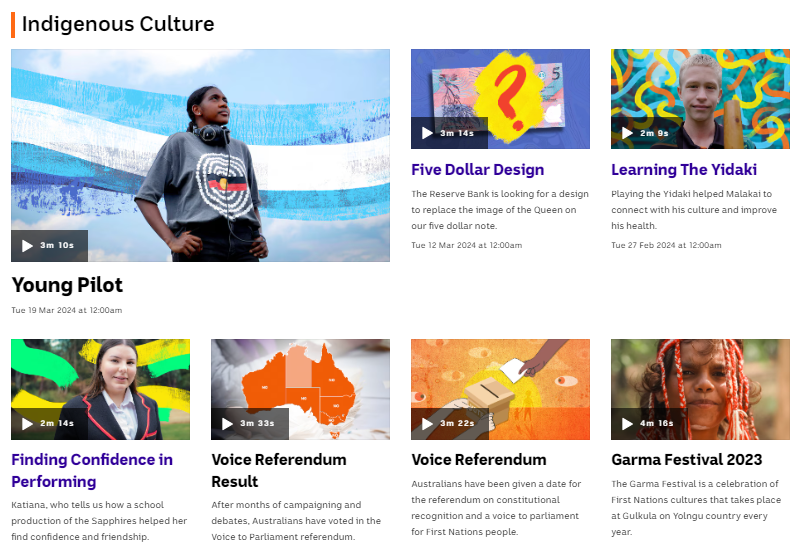 Indigenous Culture
3m 10s
Young Pilot
Tue 19 Mar 2024 at 12:00am
5
3m 14s
Five Dollar Design
The Reserve Bank is looking for a design
to replace the image of the Queen on
our five dollar note.
Tue 12 Mar 2024 at 12:00am
2m 9s
Learning The Yidaki
Playing the Yidaki helped Malakai to
connect with his culture and improve
his health.
Tue 27 Feb 2024 at 12:00am
2m 14s
Finding Confidence in
Performing
Katiana, who tells us how a school
production of the Sapphires helped her
find confidence and friendship.
3m 33s
Voice Referendum
Result
After months of campaigning and
debates, Australians have voted in the
Voice to Parliament referendum.
3m 22s
Voice Referendum
Australians have been given a date for
the referendum on constitutional
recognition and a voice to parliament
for First Nations people.
4m 16s
Garma Festival 2023
The Garma Festival is a celebration of
First Nations cultures that takes place
at Gulkula on Yolngu country every
year.